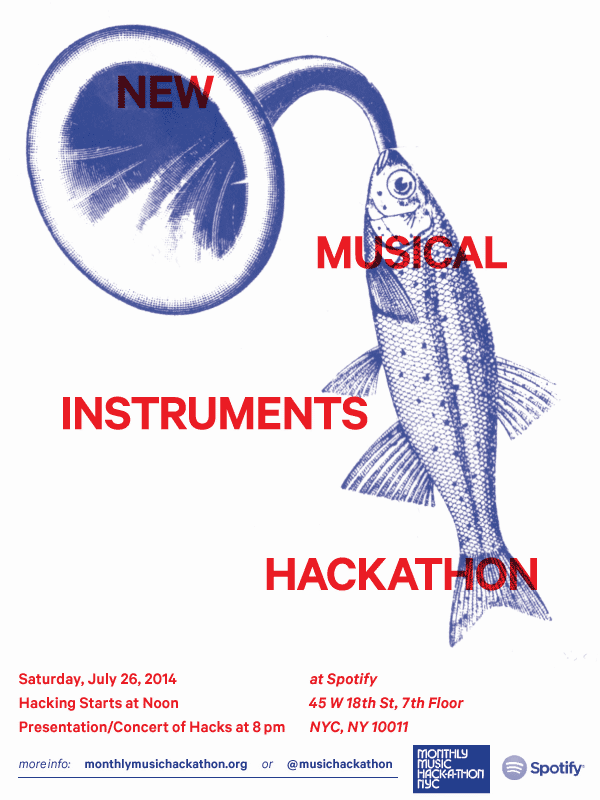 NEW
MUSICAL
INSTRUMENTS
HACKATHON
Saturday, July 26, 2014
Hacking Starts at Noon
Presentation/Concert of Hacks at 8 pm
at Spotify
45 W 18th St, 7th Floor
NYC, NY 10011
more info: monthlymusichackathon.org or @musichackathon
MONTHLY
MUSIC
HACK-A-THON
NYC
Spotify